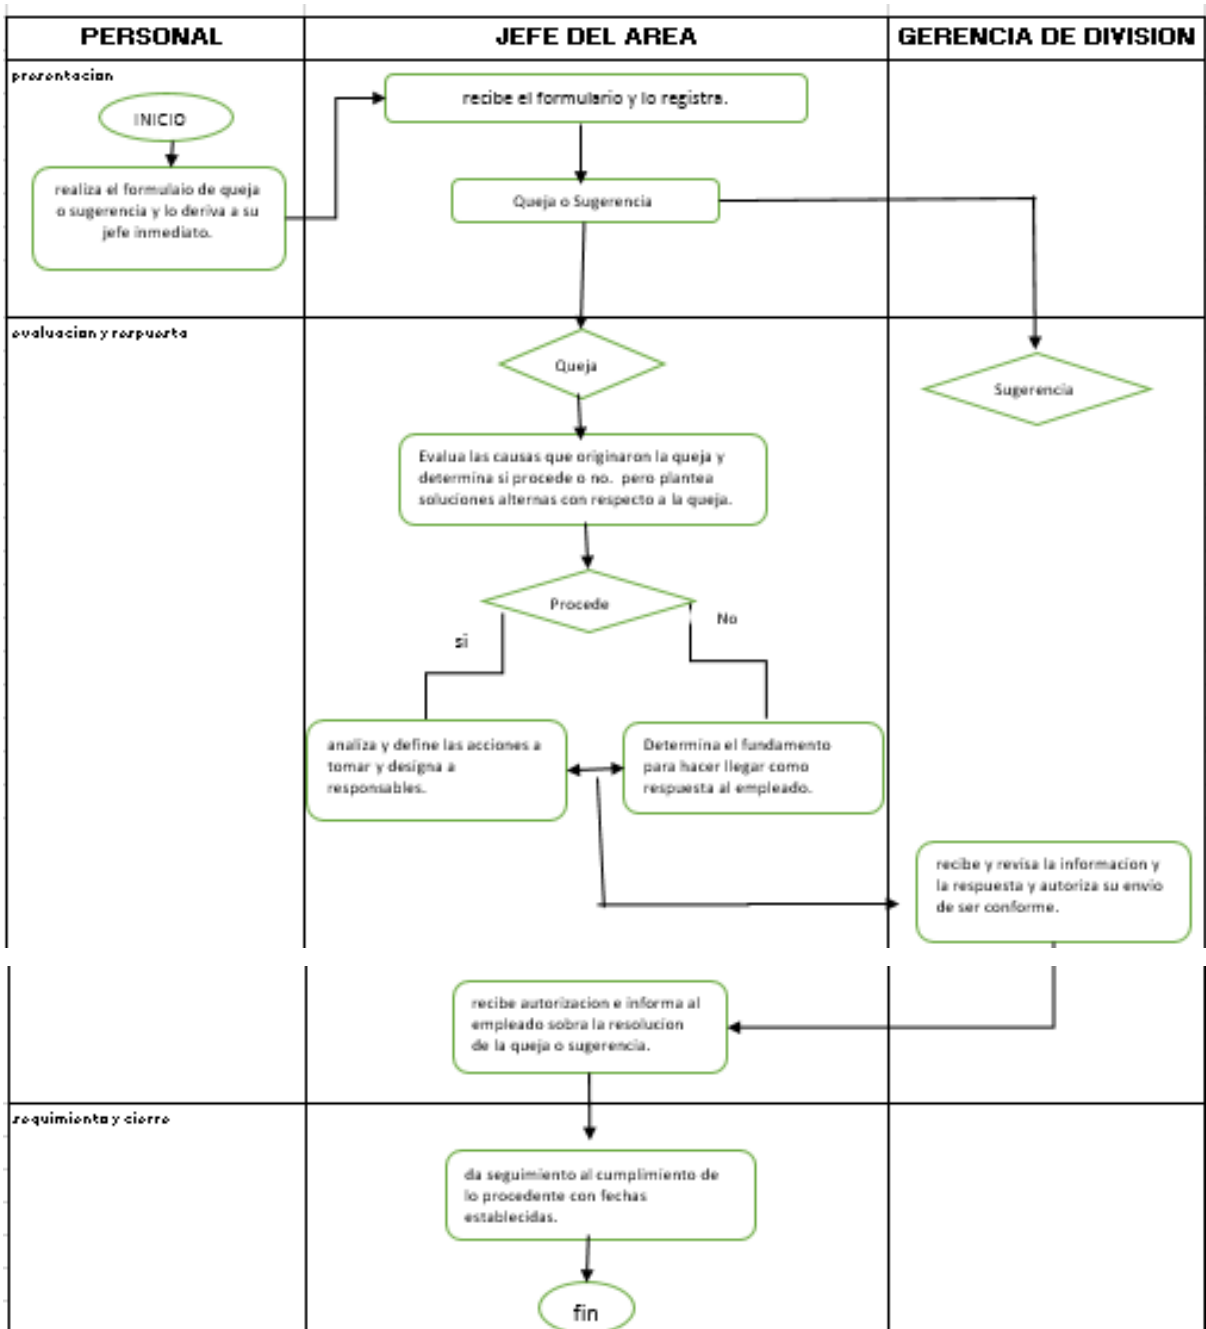 PERSONAL
JEFE DEL AREA
GERENCIA DE DIVISION
presentacion
INICIO
realiza el formulaio de queja
o sugerencia y lo deriva a su
jefe inmediato.
recibe el formulario y lo registra.
Queja o Sugerencia
evaluacion y respuesta
Queja
Sugerencia
Evalua las causas que originaron la queja y
determina si procede o no. pero plantea
soluciones alternas con respecto a la queja.
Procede
si
No
analiza y define las acciones a
tomar y designa a
responsables.
Determina el fundamento
para hacer llegar como
respuesta al empleado.
recibe y revisa la informacion y
la respuesta y autoriza su envio
de ser conforme.
recibe autorizacion e informa al
empleado sobra la resolucion
de la queja o sugerencia.
seguimiento y cierre
da seguimiento al cumplimiento de
lo procedente con fechas
establecidas.
fin